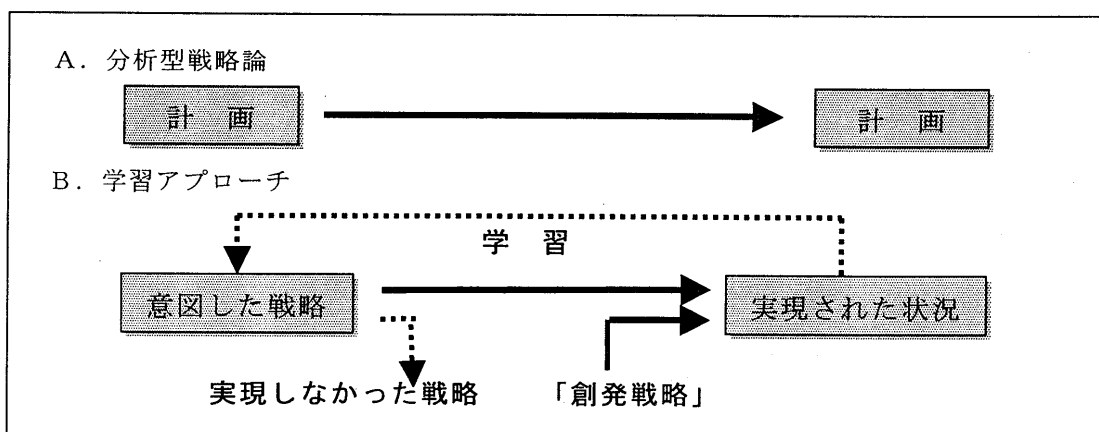 A. 分析型戦略論
計 画
計 画
B. 学習アプローチ
学 習
意図した戦略
実現された状況
実現しなかった戦略
「創発戦略」